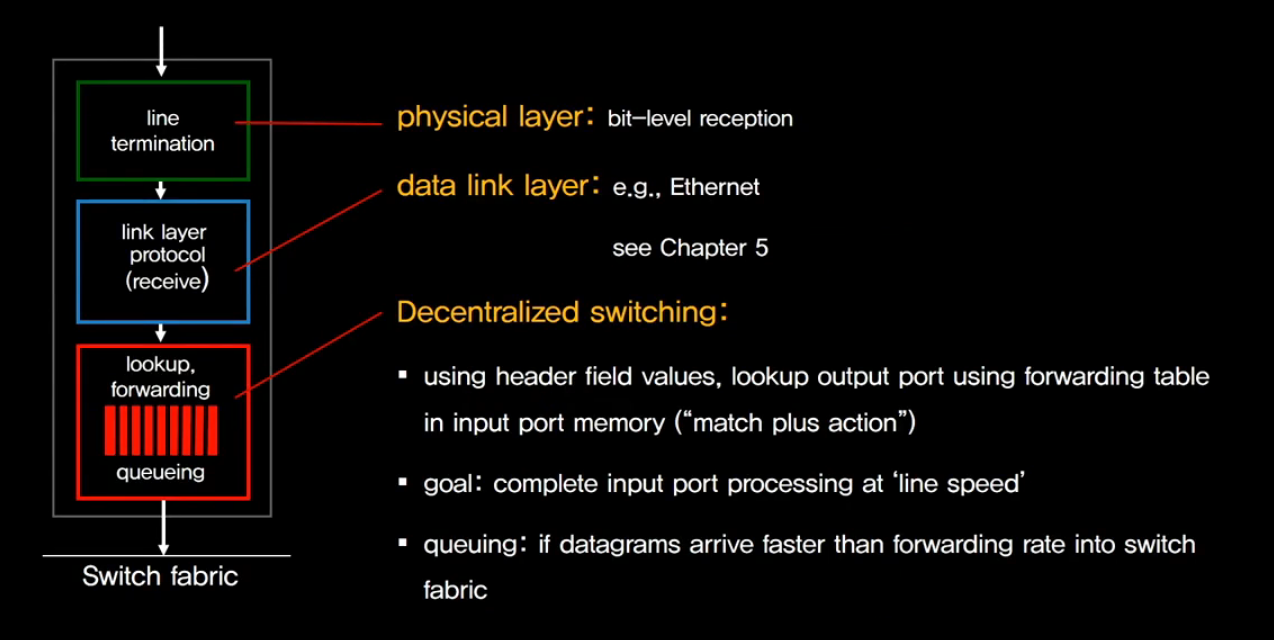 line
termination
link layer
protocol
(receive)
lookup,
forwarding
queueing
Switch fabric
physical layer: bit-level reception
data link layer: e.g., Ethernet
see Chapter 5
Decentralized switching:
▪ using header field values, lookup output port using forwarding table
in input port memory (“match plus action”)
▪ goal: complete input port processing at ‘line speed’
▪ queuing: if datagrams arrive faster than forwarding rate into switch
fabric